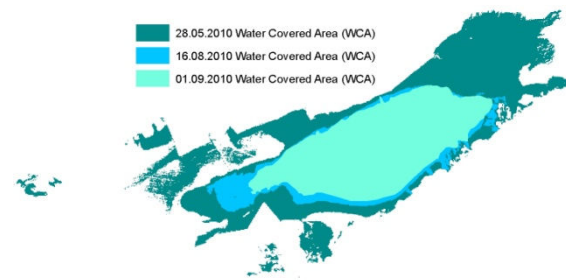 28.05.2010 Water Covered Area (WCA)
16.08.2010 Water Covered Area (WCA)
01.09.2010 Water Covered Area (WCA)